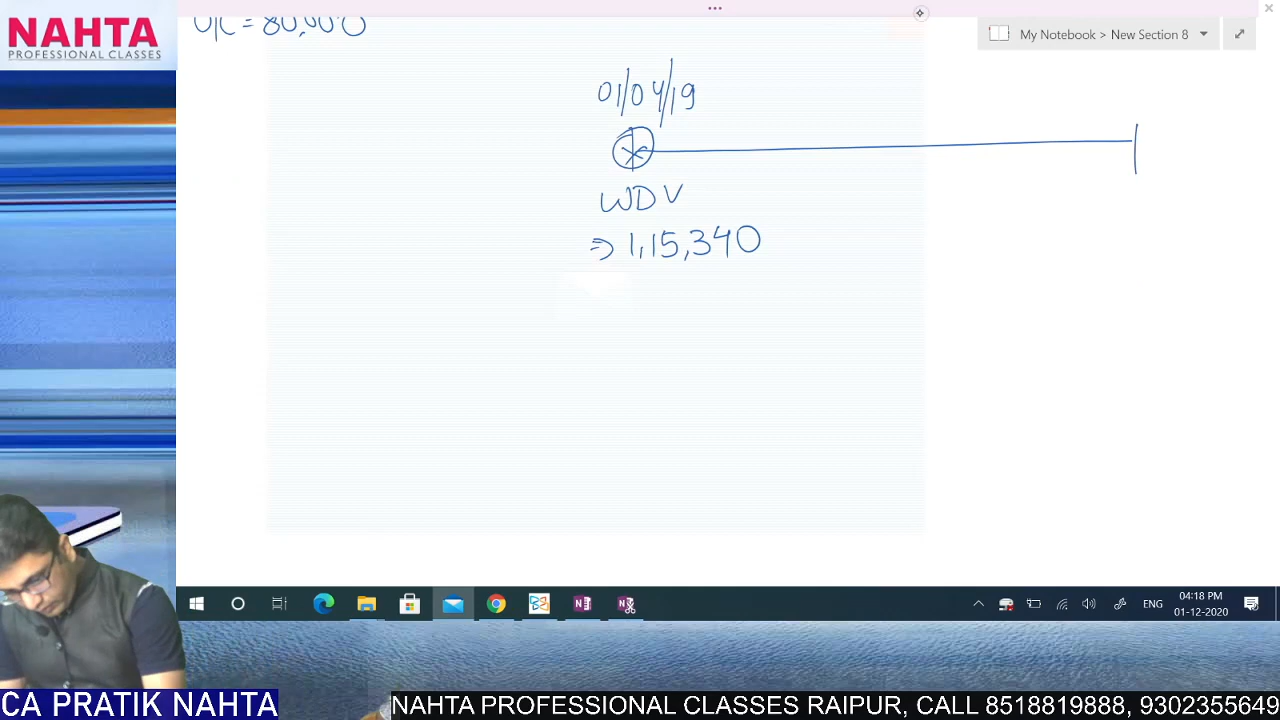 NAHTA
PROFESSIONAL CLASSES
O/C = 80,000
My Notebook > New Section 8
01/04/19
WDV
⇒ 1,15,340
ENG
04:18 PM
01-12-2020
CA PRATIK NAHTA
NAHTA PROFESSIONAL CLASSES RAIPUR, CALL 8518819888, 9302355649